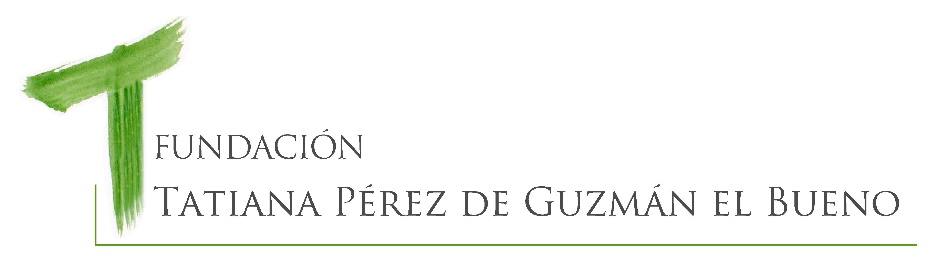 FUNDACIÓN
TATIANA PÉREZ DE GUZMÁN EL BUENO